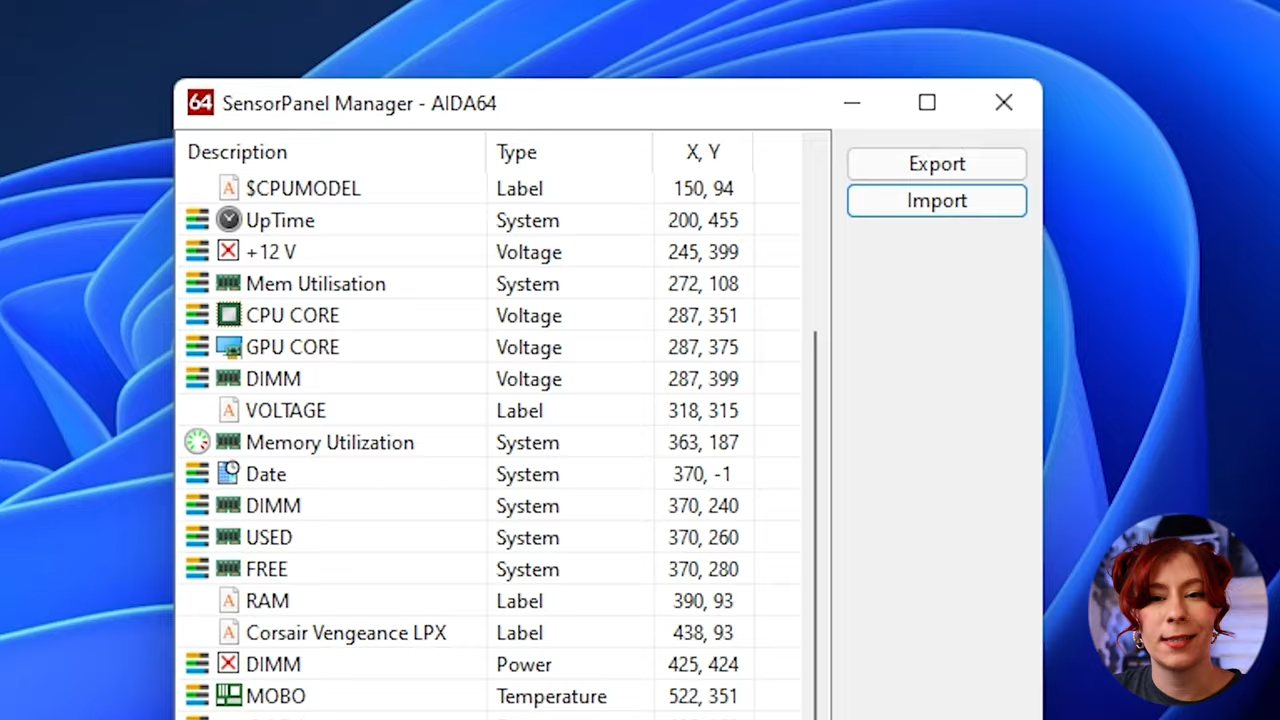 64 SensorPanel Manager - AIDA64
Description Type X, Y
Export
$CPUMODEL Label 150, 94
Import
UpTime System 200, 455
+12 V Voltage 245, 399
Mem Utilisation System 272, 108
CPU CORE Voltage 287, 351
GPU CORE Voltage 287, 375
DIMM Voltage 287, 399
VOLTAGE Label 318, 315
Memory Utilization System 363, 187
Date System 370, -1
DIMM System 370, 240
USED System 370, 260
FREE System 370, 280
A RAM Label 390, 93
A Corsair Vengeance LPX Label 438, 93
DIMM Power 425, 424
MOBO Temperature 522, 351